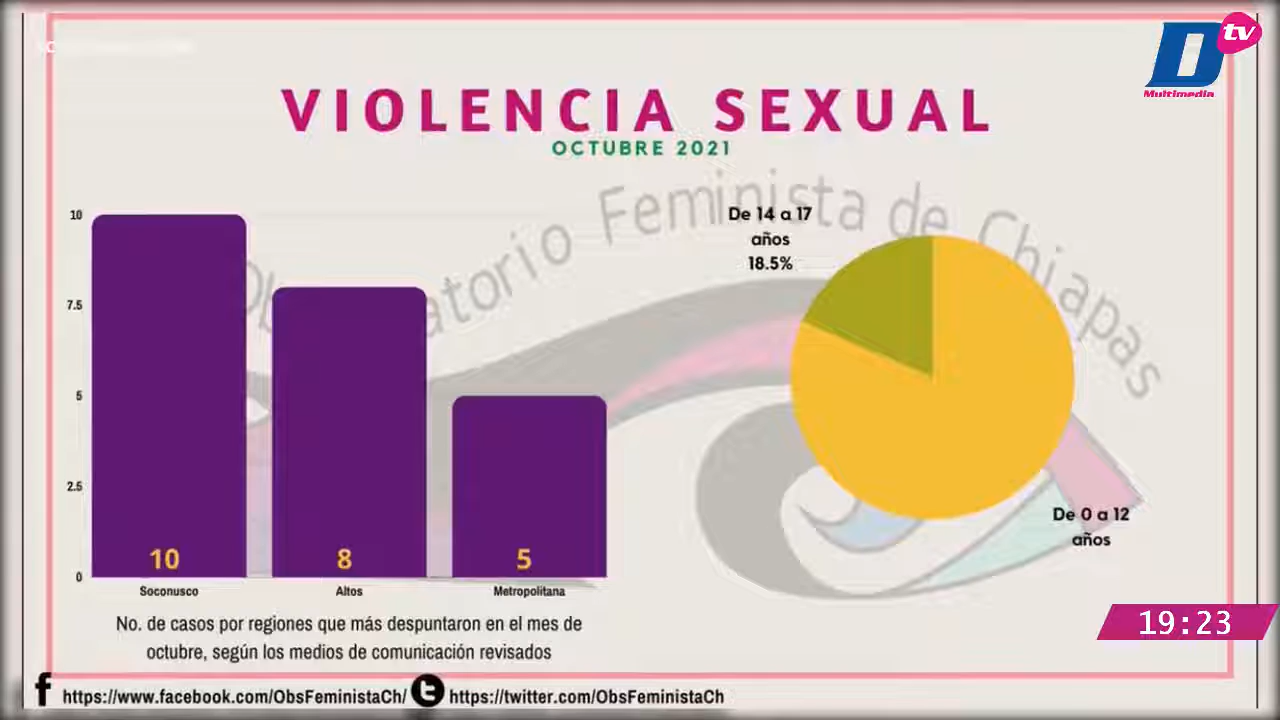 D tv
Multimedia
VIOLENCIA SEXUAL
OCTUBRE 2021
Feminista de Chiapas
10
7.5
5
2.5
0
10
8
5
Soconusco
Altos
Metropolitana
No. de casos por regiones que más despuntaron en el mes de
octubre, según los medios de comunicación revisados
De 14 a 17
años
18.5%
De 0 a 12
años
19:23
https://www.facebook.com/ObsFeministaCh/
https://twitter.com/ObsFeministaCh